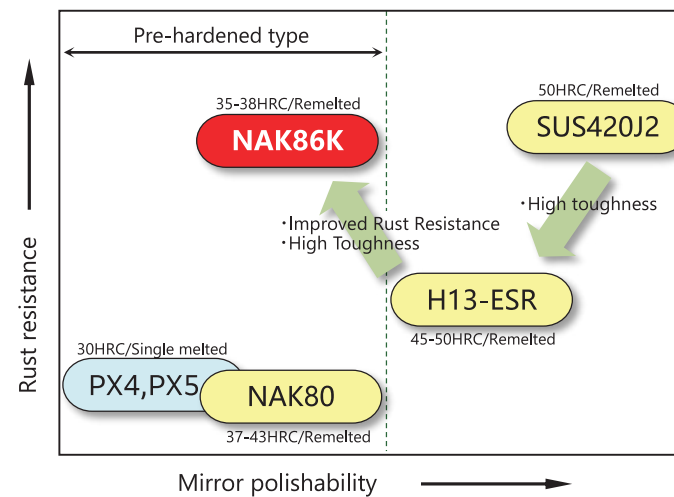 Pre-hardened type
35-38HRC/Remelted
NAK86K
50HRC/Remelted
SUS420J2
・High toughness
・Improved Rust Resistance
・High Toughness
H13-ESR
45-50HRC/Remelted
30HRC/Single melted
PX4,PX5
NAK80
37-43HRC/Remelted
Rust resistance
Mirror polishability